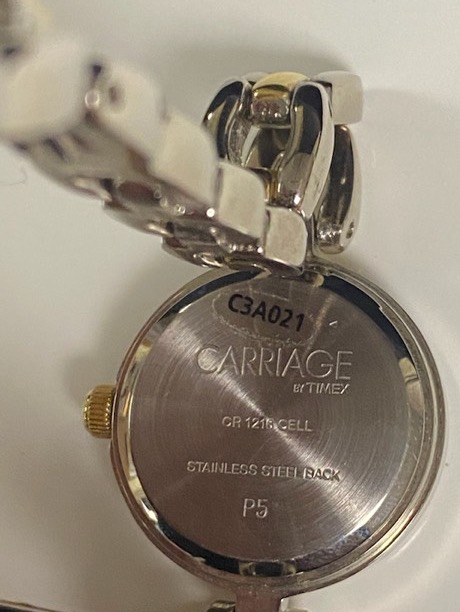 C3A021
CARRIAGE
BY TIMEX
CR 1216 CELL
STAINLESS STEEL BACK
P5